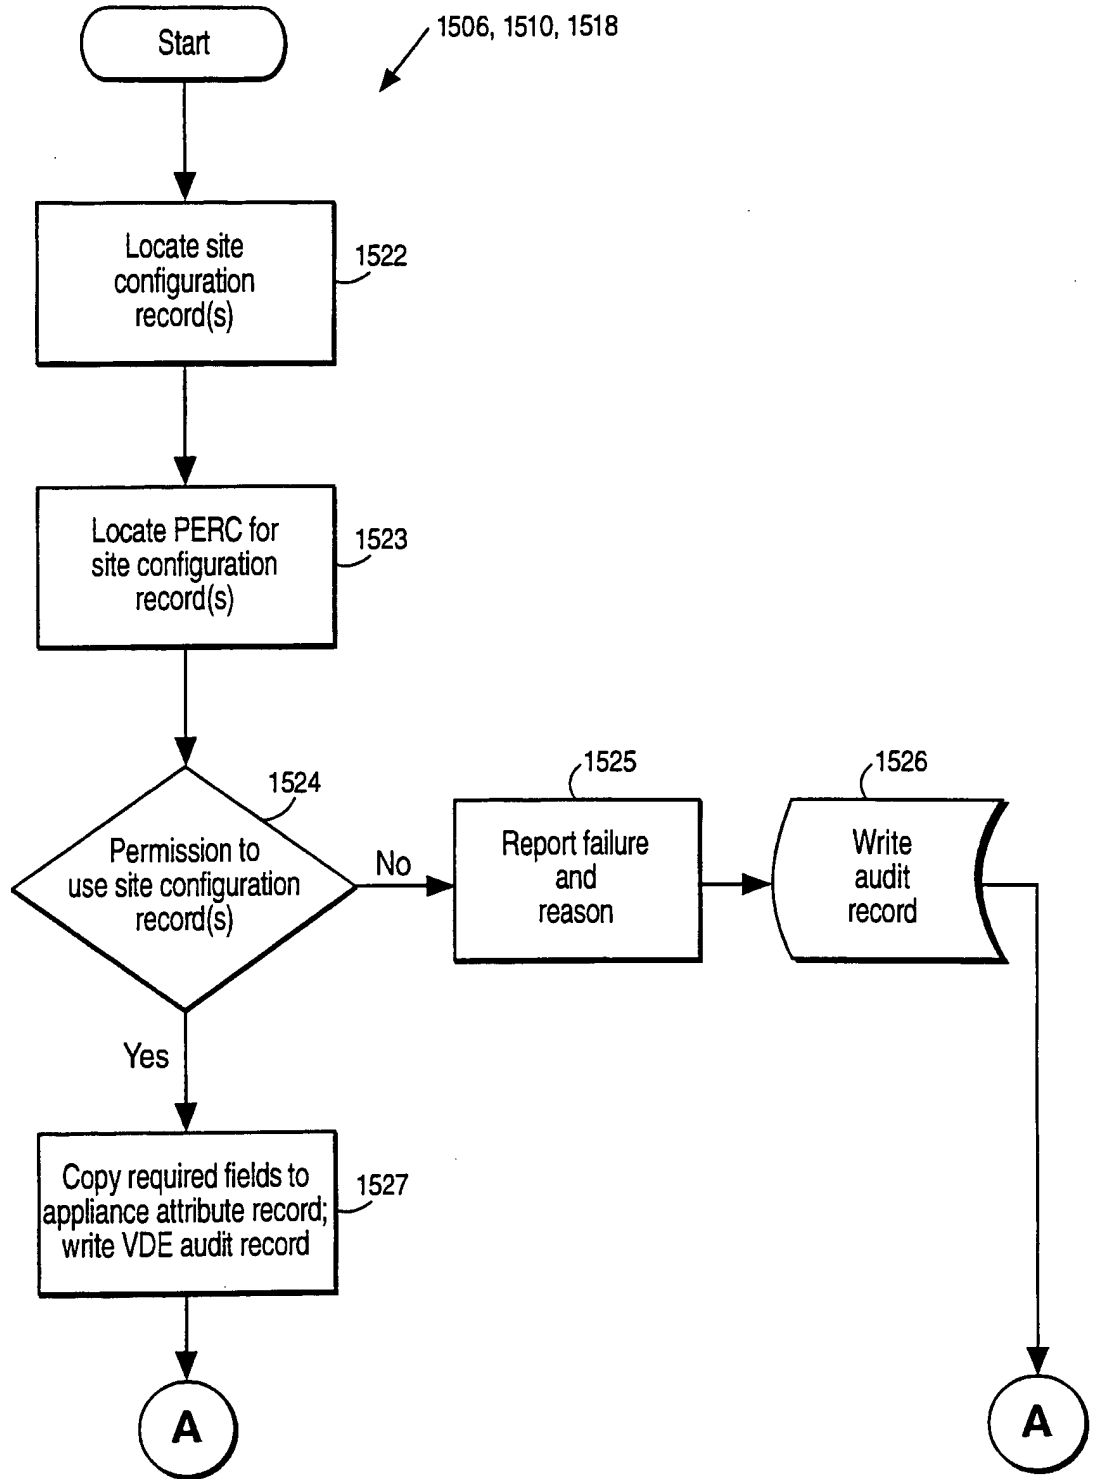 Start
1506, 1510, 1518
Locate site
configuration
record(s)
1522
Locate PERC for
site configuration
record(s)
1523
1524
Permission to
use site configuration
record(s)
No
1525
Report failure
and
reason
1526
Write
audit
record
Yes
Copy required fields to
appliance attribute record;
write VDE audit record
1527
A
A